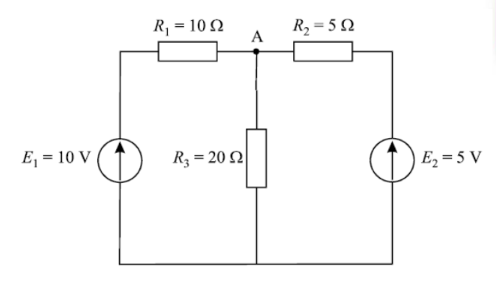 R₁ = 10 Ω
A
R₂ = 5 Ω
E₁ = 10 V
R₃ = 20 Ω
E₂ = 5 V